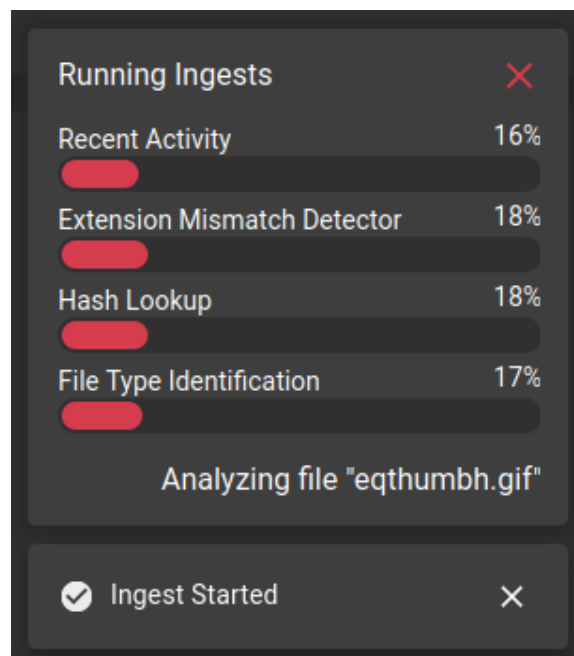 Running Ingests
Recent Activity 16%
Extension Mismatch Detector 18%
Hash Lookup 18%
File Type Identification 17%
Analyzing file "eqthumbh.gif"
Ingest Started